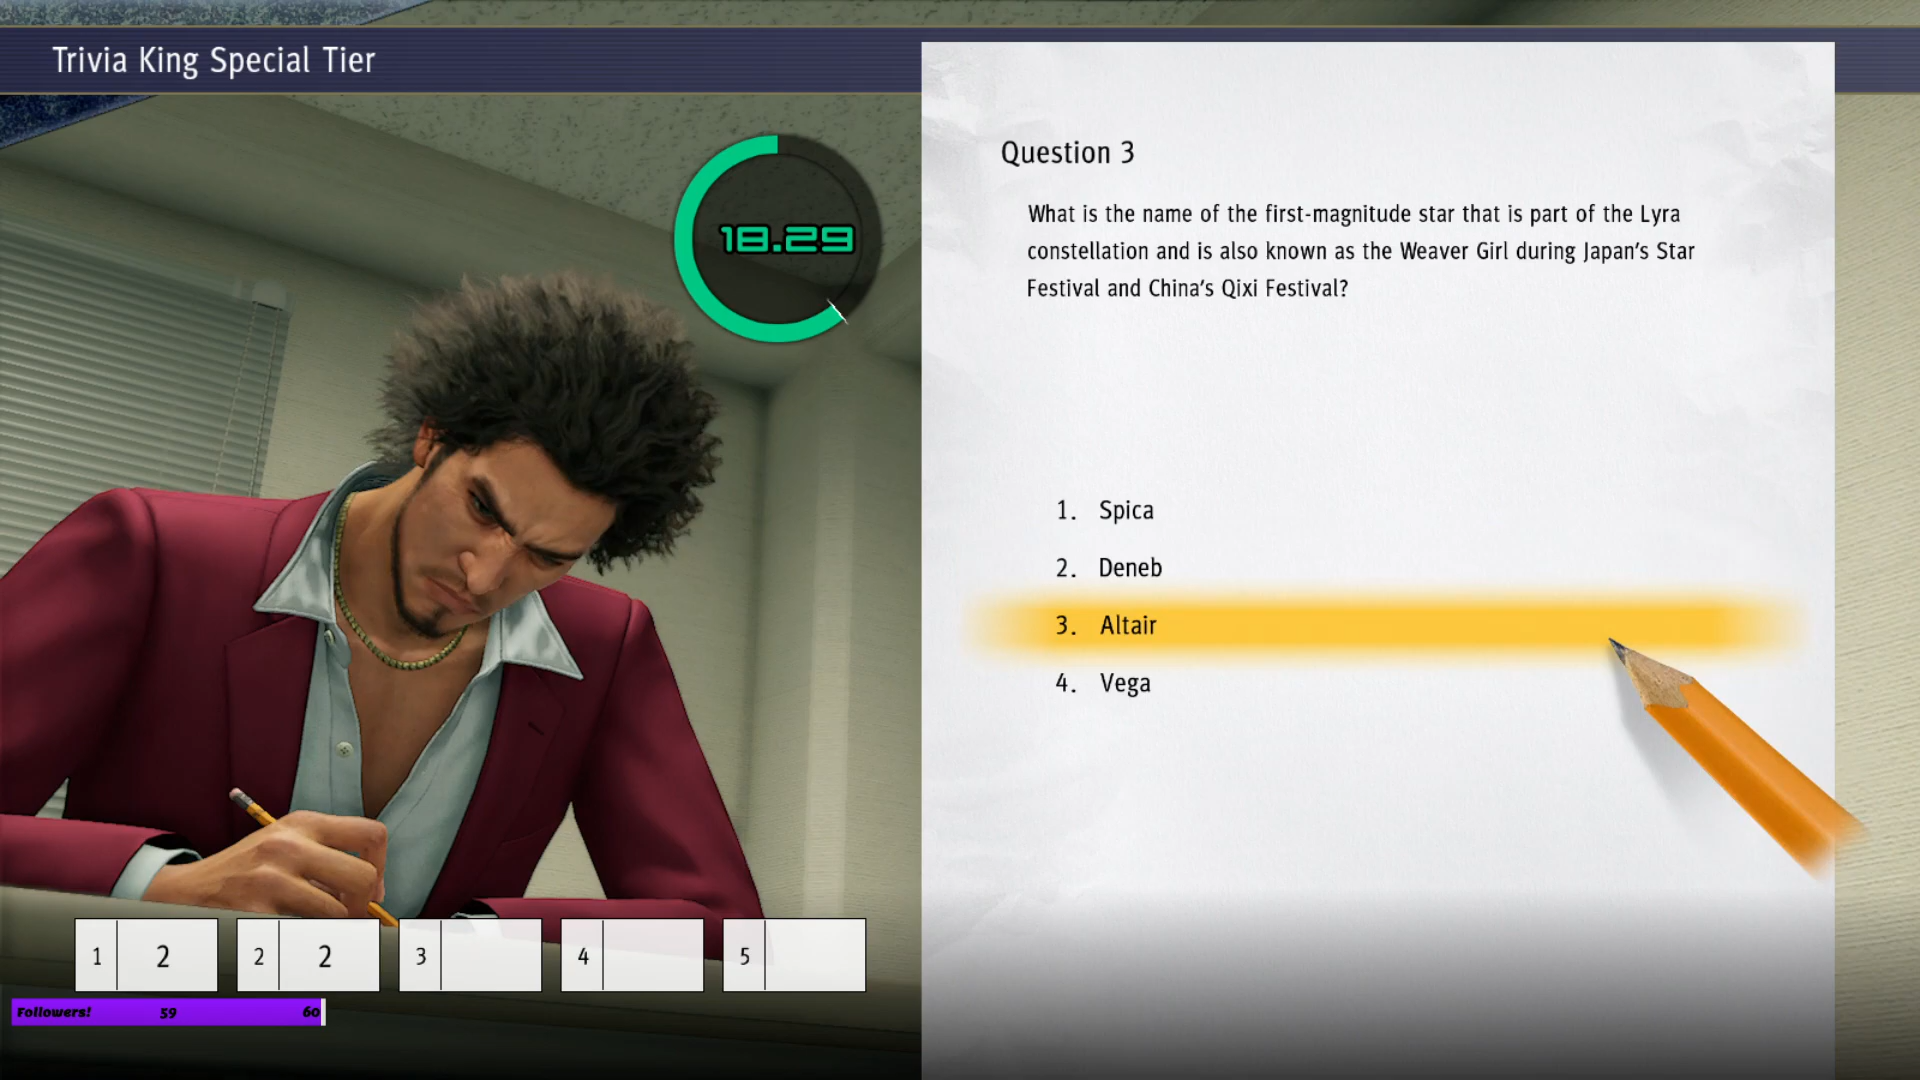 Trivia King Special Tier
18.29
Question 3
What is the name of the first-magnitude star that is part of the Lyra
constellation and is also known as the Weaver Girl during Japan's Star
Festival and China's Qixi Festival?
1. Spica
2. Deneb
3. Altair
4. Vega
1 2 2 2 3 4 5
Followers! 59 60